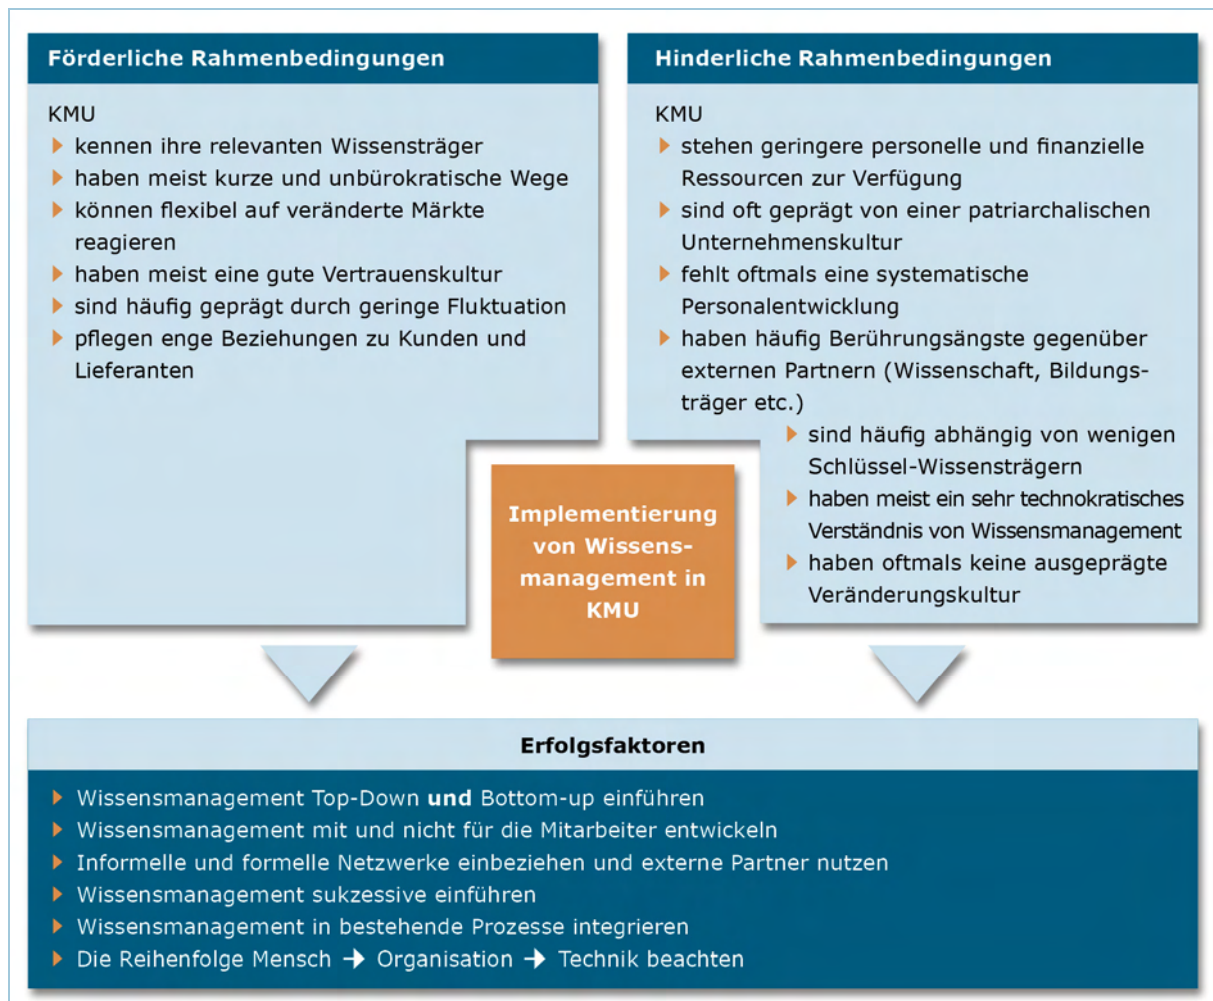 Förderliche Rahmenbedingungen
KMU
kennen ihre relevanten Wissensträger
haben meist kurze und unbürokratische Wege
können flexibel auf veränderte Märkte
reagieren
haben meist eine gute Vertrauenskultur
sind häufig geprägt durch geringe Fluktuation
pflegen enge Beziehungen zu Kunden und
Lieferanten
Hinderliche Rahmenbedingungen
KMU
stehen geringere personelle und finanzielle
Ressourcen zur Verfügung
sind oft geprägt von einer patriarchalischen
Unternehmenskultur
fehlt oftmals eine systematische
Personalentwicklung
haben häufig Berührungsängste gegenüber
externen Partnern (Wissenschaft, Bildungs-
träger etc.)
sind häufig abhängig von wenigen
Schlüssel-Wissensträgern
haben meist ein sehr technokratisches
Verständnis von Wissensmanagement
haben oftmals keine ausgeprägte
Veränderungskultur
Implementierung
von Wissens-
management in
KMU
Erfolgsfaktoren
Wissensmanagement Top-Down und Bottom-up einführen
Wissensmanagement mit und nicht für die Mitarbeiter entwickeln
Informelle und formelle Netzwerke einbeziehen und externe Partner nutzen
Wissensmanagement sukzessive einführen
Wissensmanagement in bestehende Prozesse integrieren
Die Reihenfolge Mensch → Organisation → Technik beachten